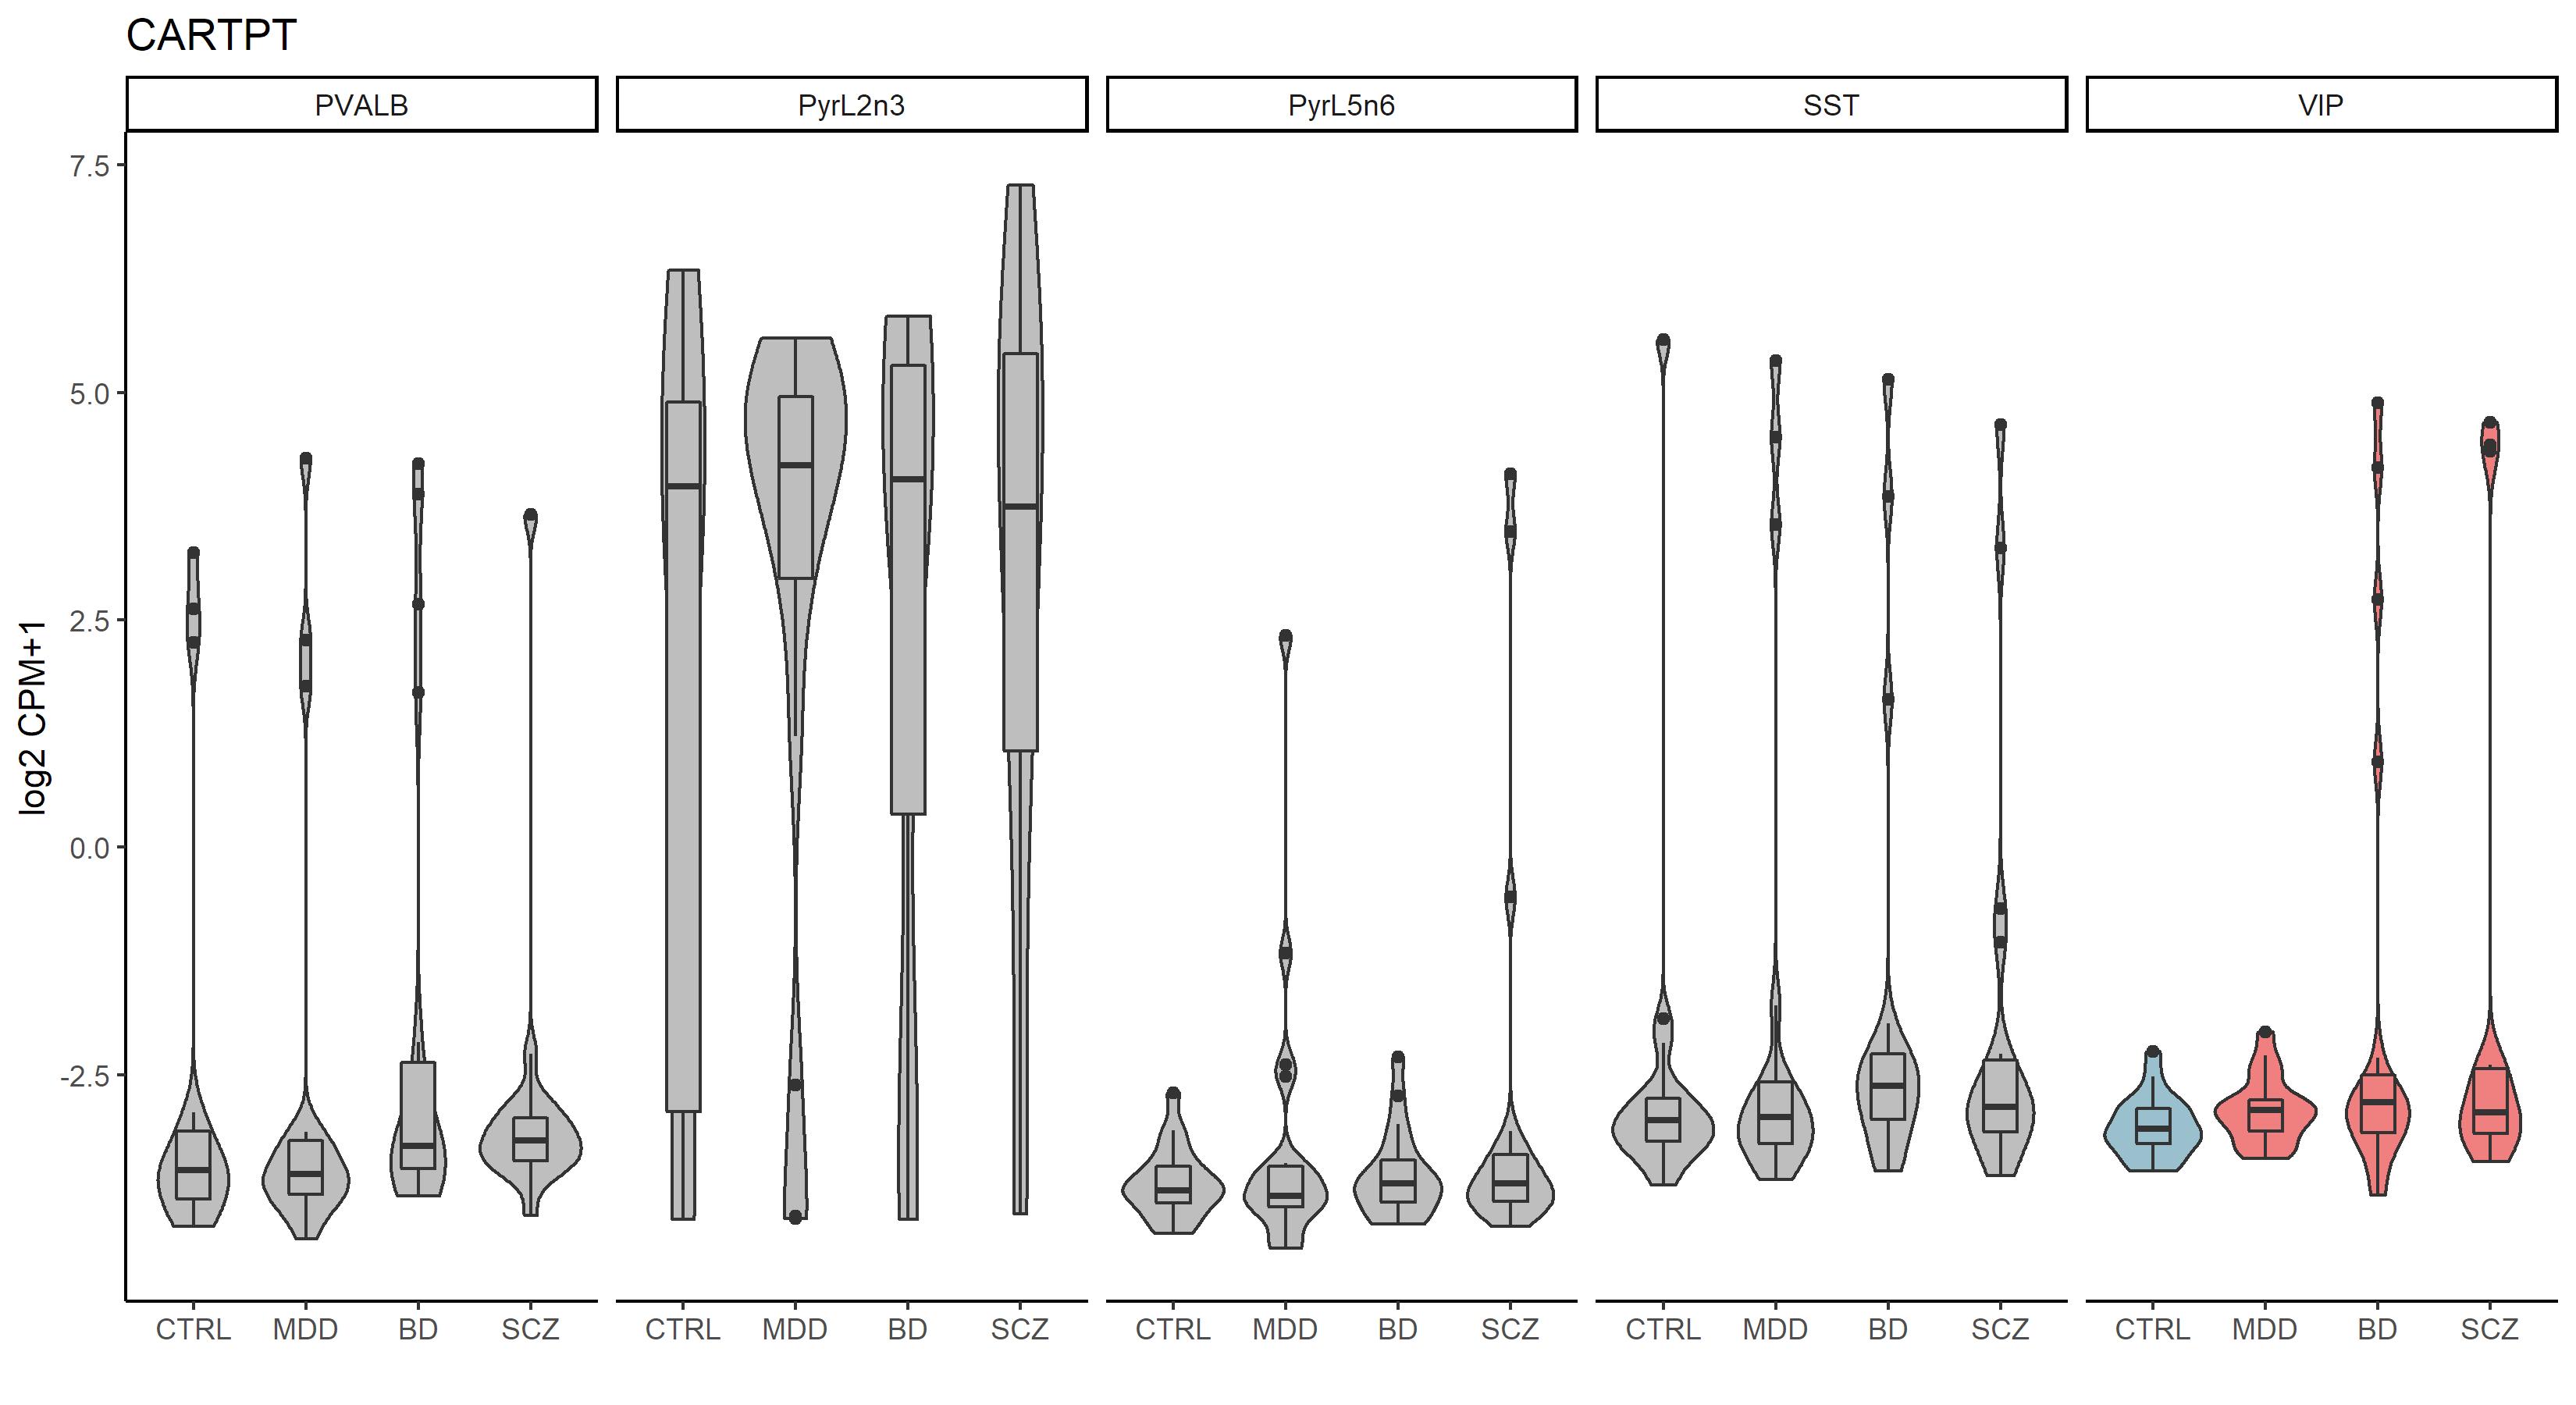 CARTPT
PVALB PyrL2n3 PyrL5n6 SST VIP
7.5
5.0
2.5
0.0
-2.5
log2 CPM+1
CTRL MDD BD SCZ CTRL MDD BD SCZ CTRL MDD BD SCZ CTRL MDD BD SCZ CTRL MDD BD SCZ